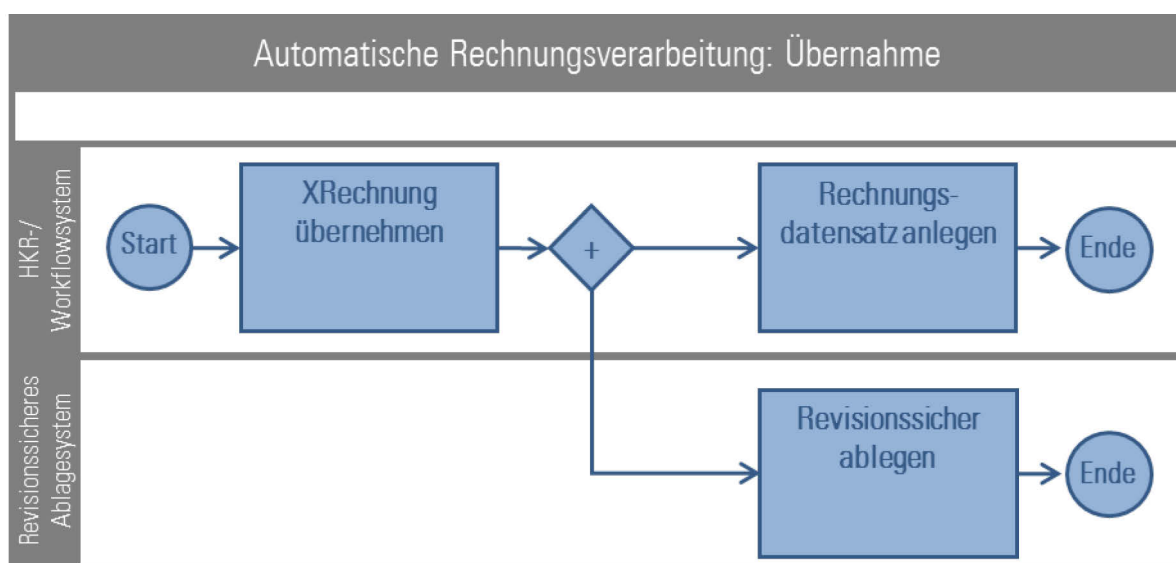 Automatische Rechnungsverarbeitung: Übernahme
HKR-/
Workflowsystem
Start
XRechnung
übernehmen
+
Rechnungs-
datensatz anlegen
Ende
Revisionssicheres
Ablagesystem
Revisionssicher
ablegen
Ende